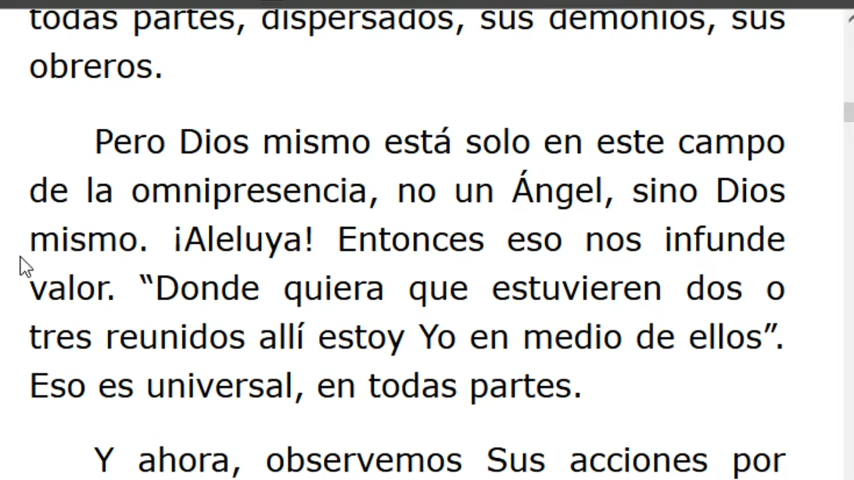 todas partes, dispersados, sus demonios, sus
obreros.
Pero Dios mismo está solo en este campo
de la omnipresencia, no un Ángel, sino Dios
mismo. ¡Aleluya! Entonces eso nos infunde
valor. “Donde quiera que estuvieren dos o
tres reunidos allí estoy Yo en medio de ellos”.
Eso es universal, en todas partes.
Y ahora, observemos Sus acciones por